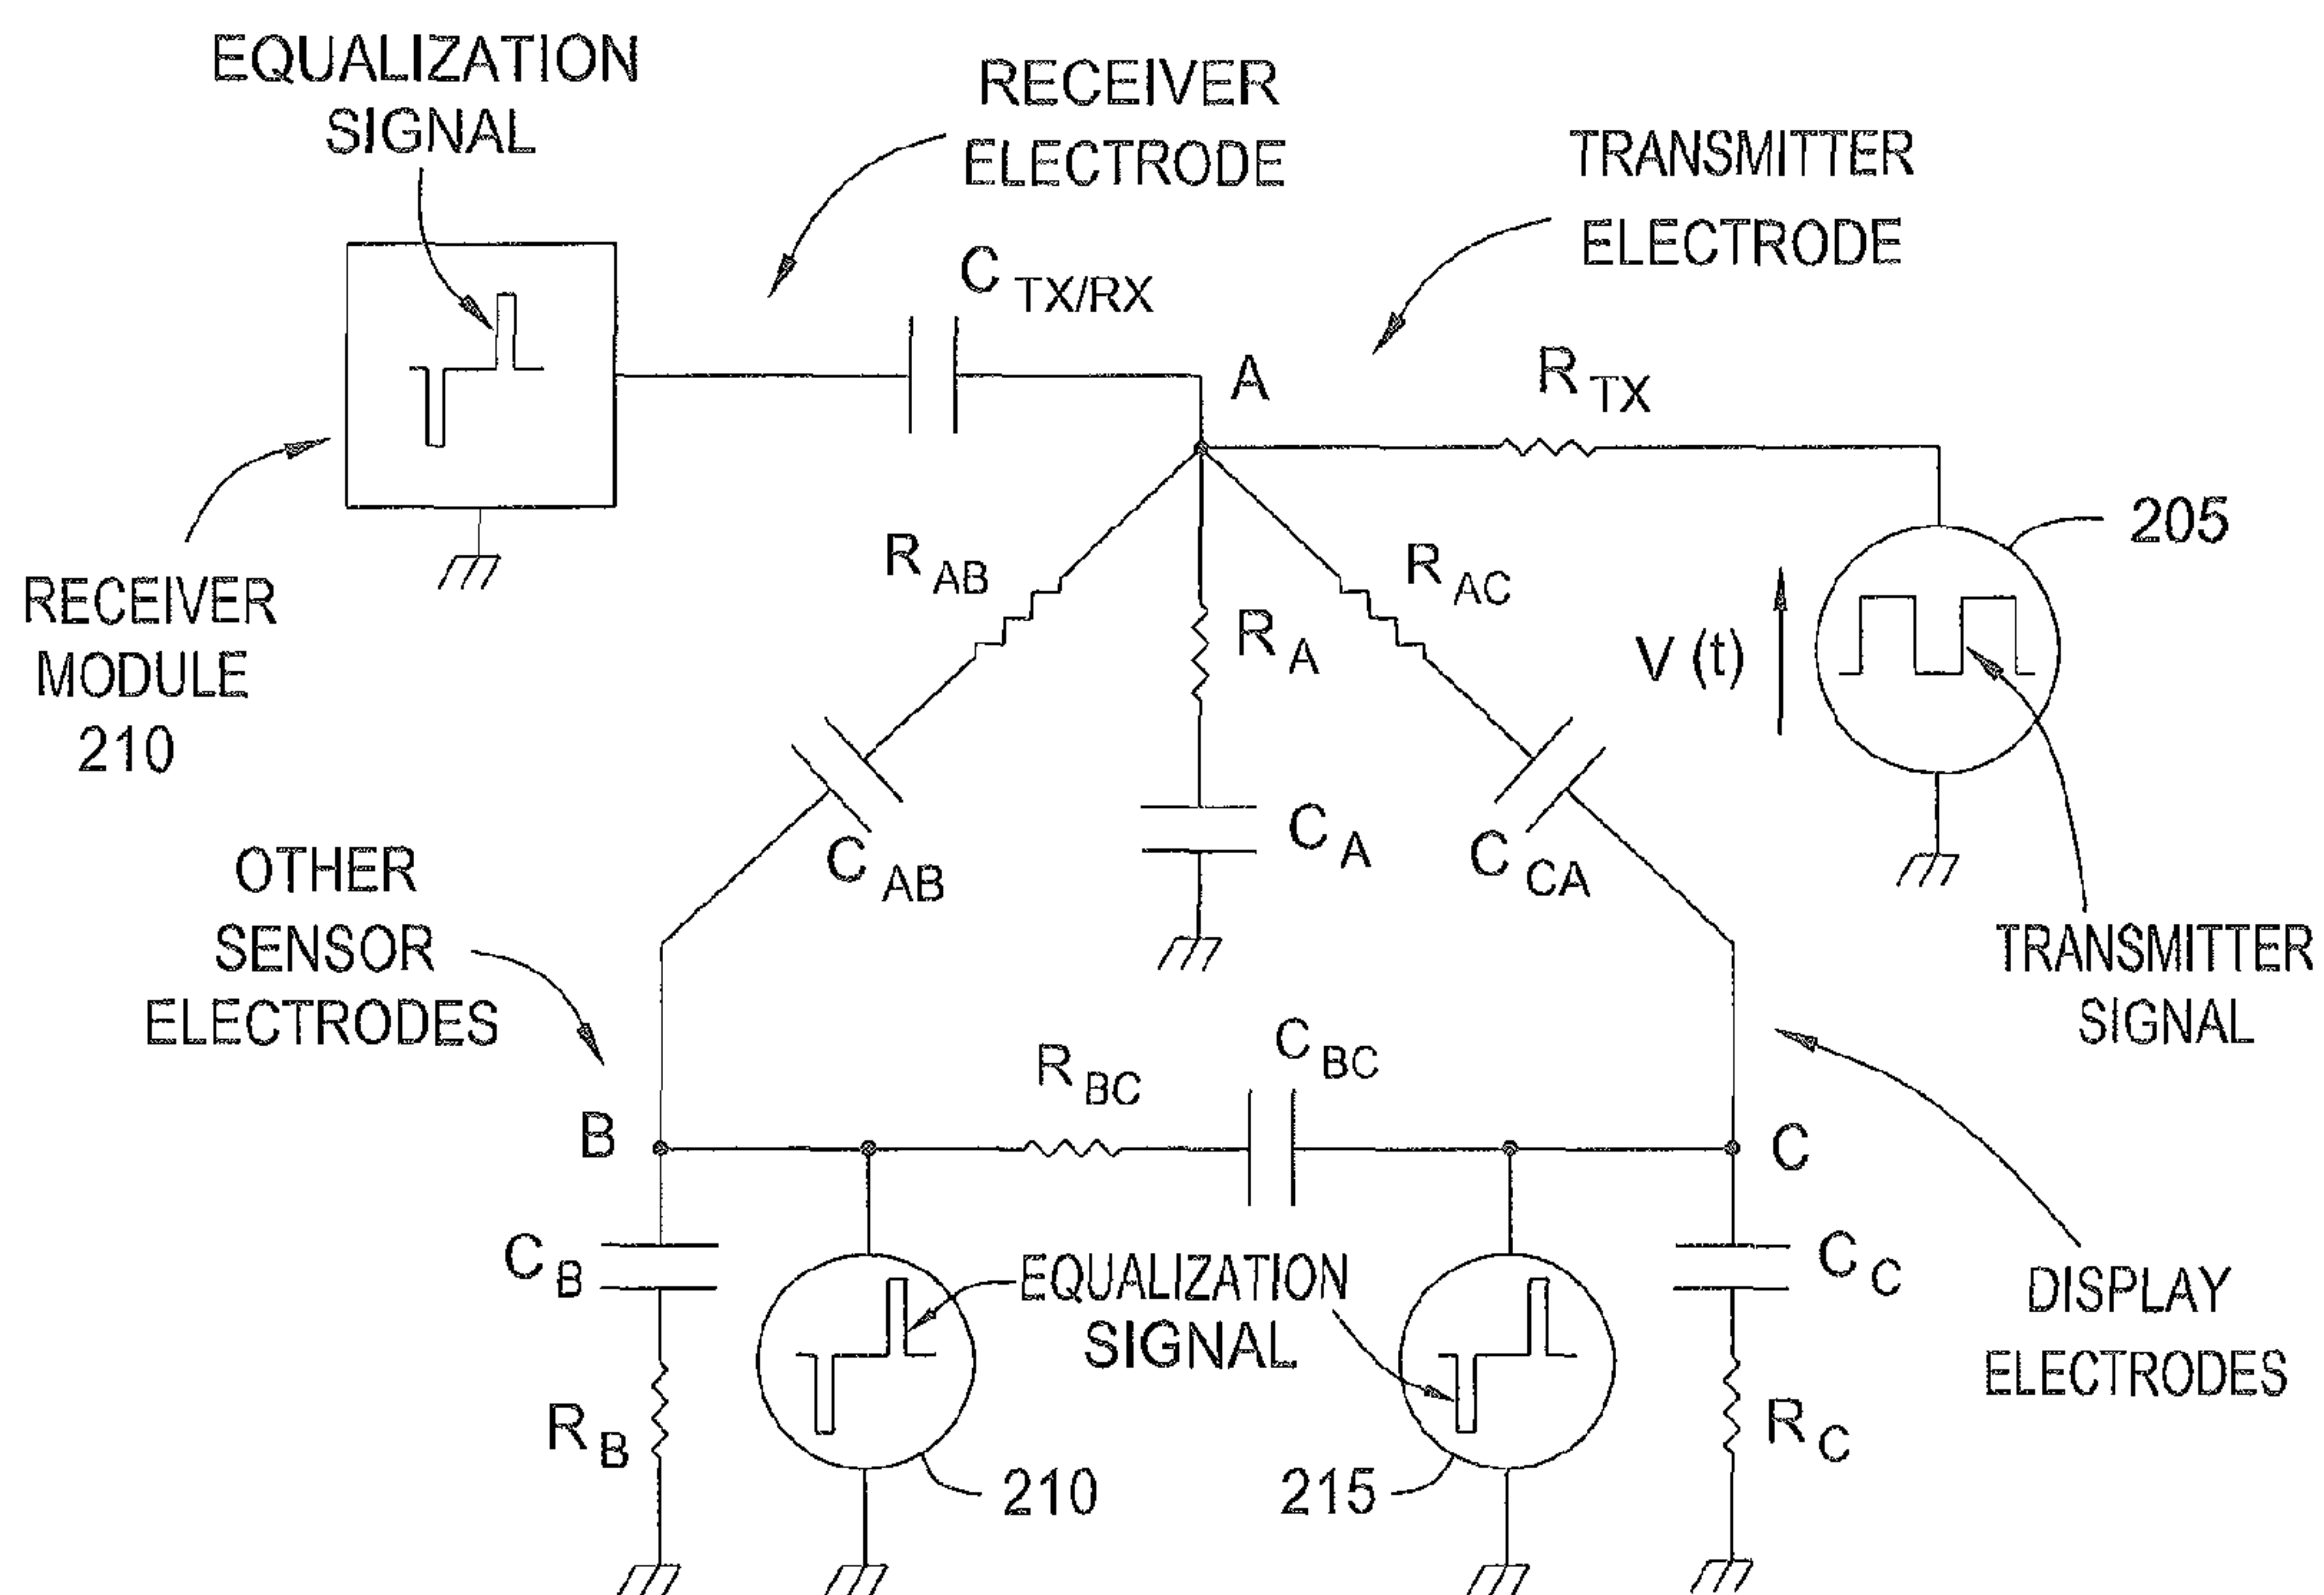 EQUALIZATION
SIGNAL
RECEIVER
ELECTRODE
TRANSMITTER
ELECTRODE
C TX/RX
A
R TX
205
RECEIVER
MODULE
210
R AB
R A
R AC
V (t)
C AB
C A
C CA
OTHER
SENSOR
ELECTRODES
TRANSMITTER
SIGNAL
R BC
C BC
B
C
C B
EQUALIZATION
SIGNAL
C C
DISPLAY
ELECTRODES
R B
210
215
R C